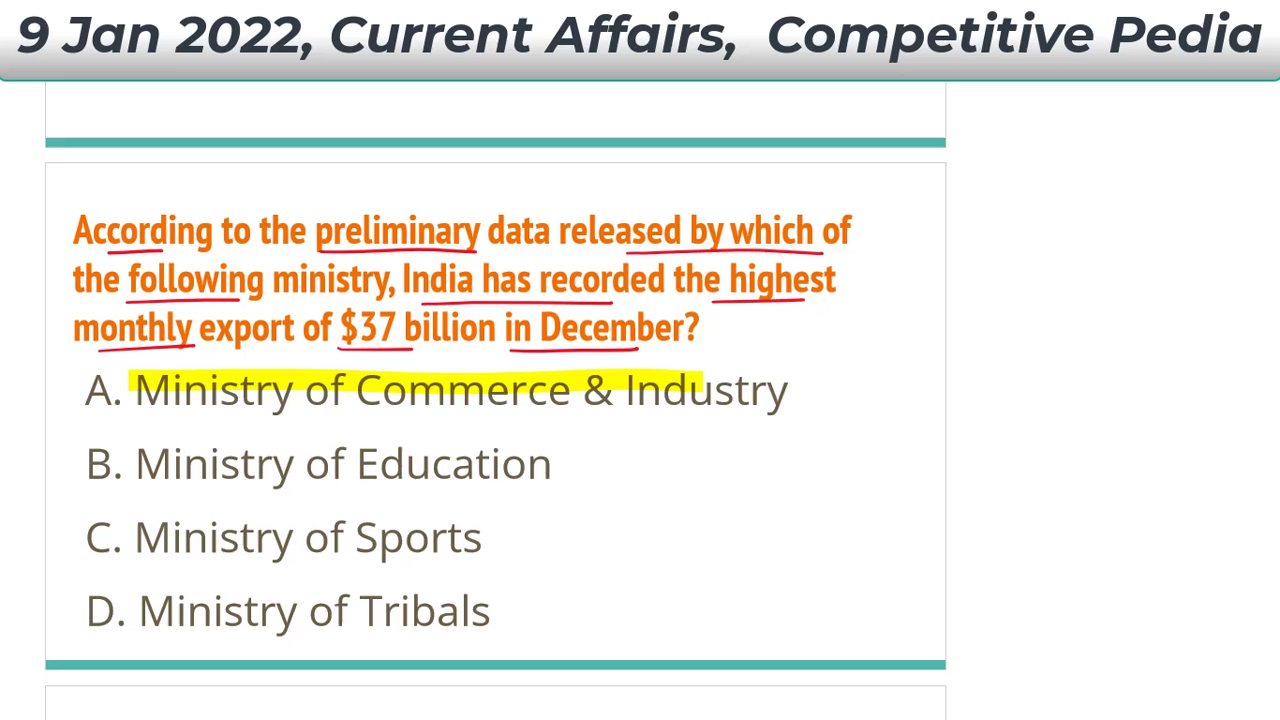 9 Jan 2022, Current Affairs, Competitive Pedia
According to the preliminary data released by which of
the following ministry, India has recorded the highest
monthly export of $37 billion in December?
A. Ministry of Commerce & Industry
B. Ministry of Education
C. Ministry of Sports
D. Ministry of Tribals